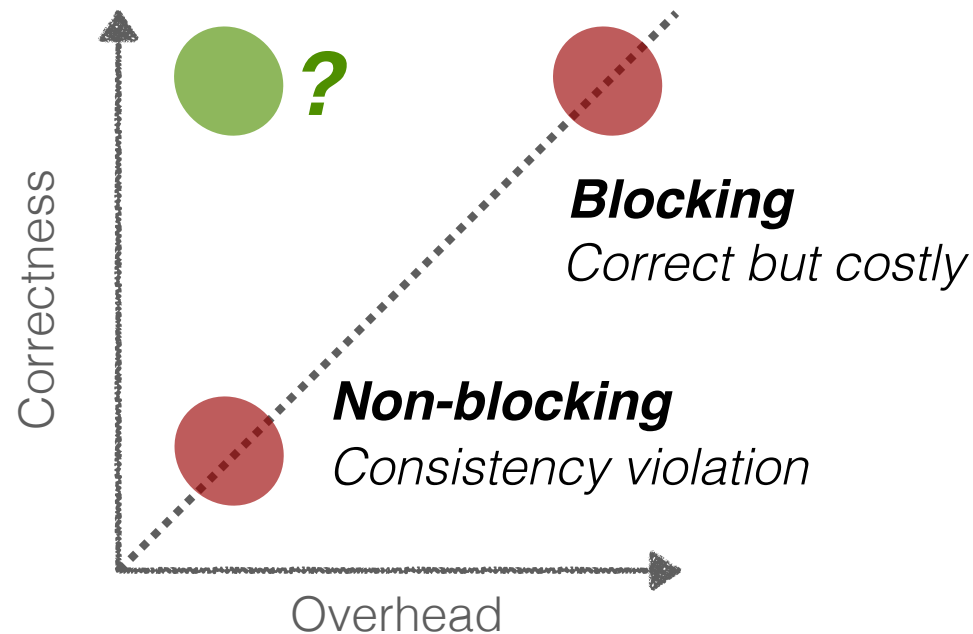 ?
Blocking
Correct but costly
Correctness
Non-blocking
Consistency violation
Overhead